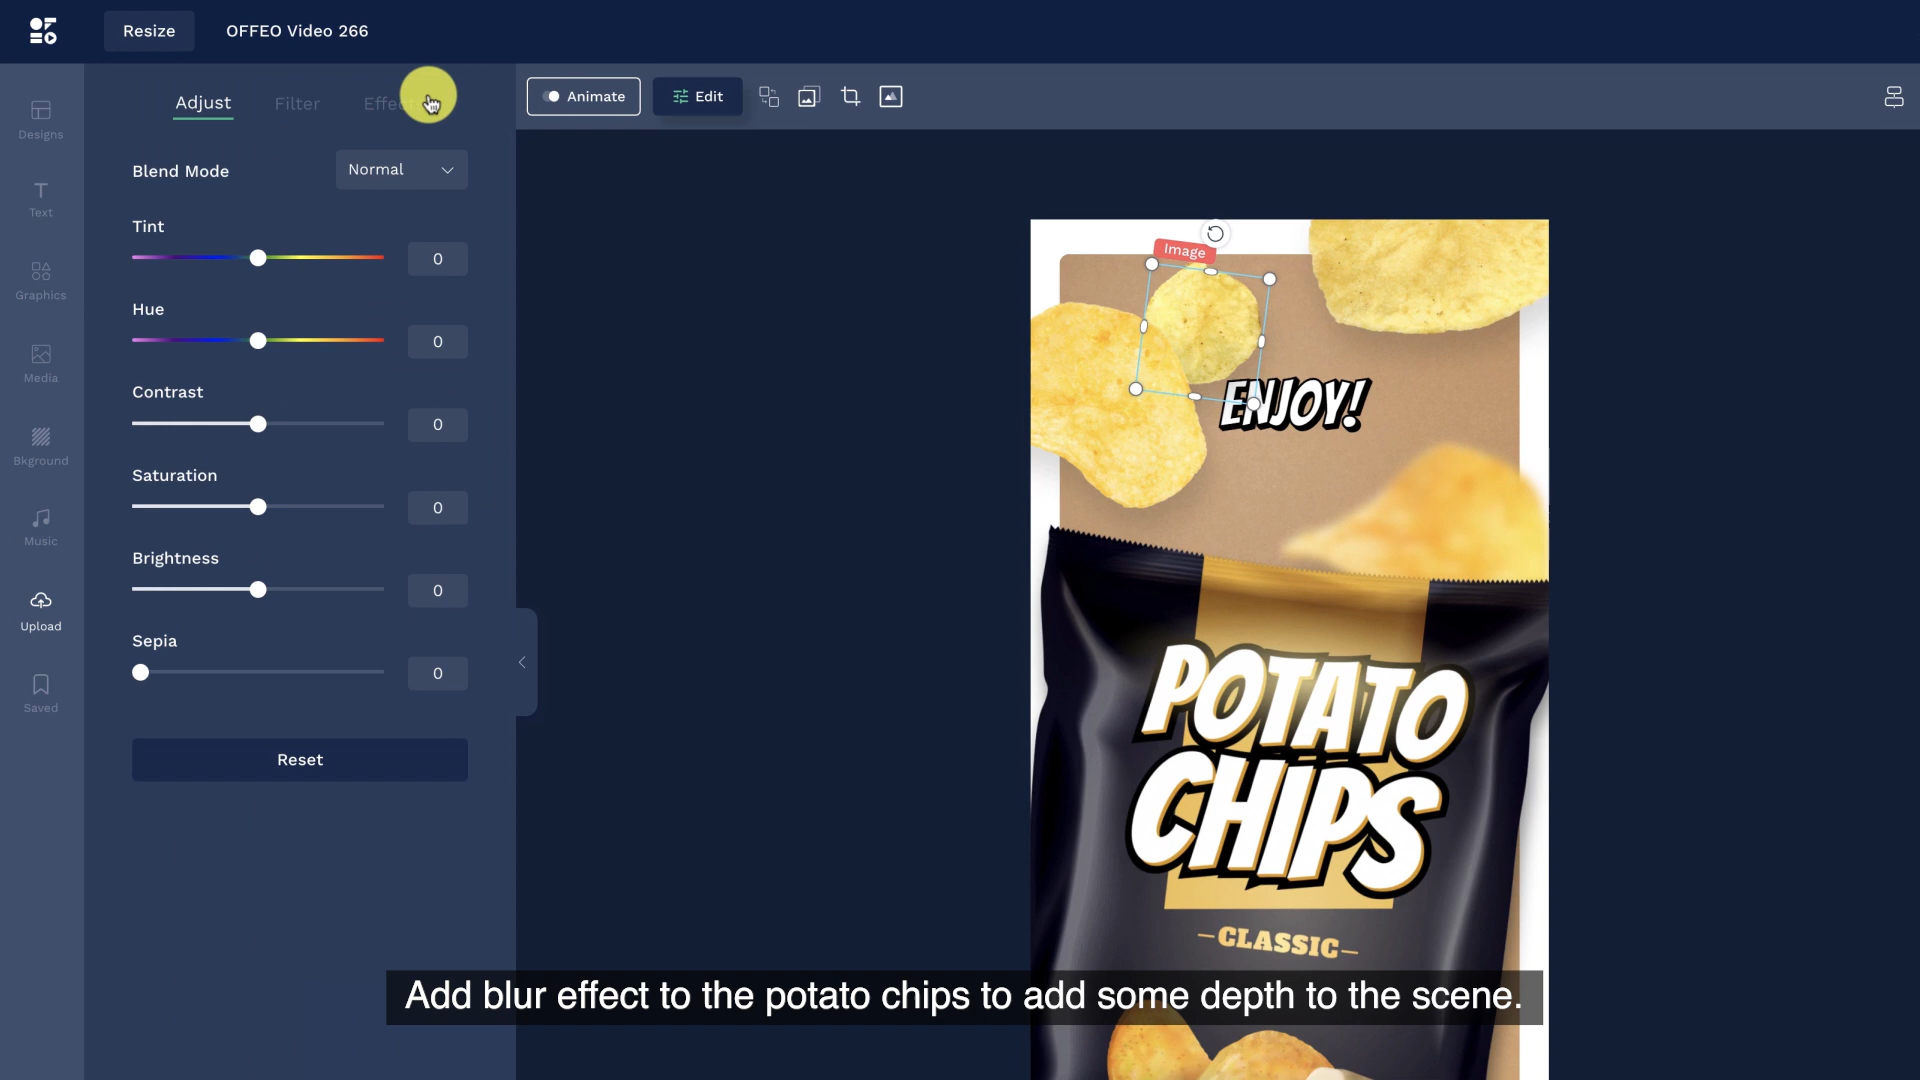 Resize
OFFEO Video 266
Adjust
Filter
Animate
Edit
Designs
Text
Graphics
Media
Bkground
Music
Upload
Saved
Blend Mode
Normal
Tint
0
Hue
0
Contrast
0
Saturation
0
Brightness
0
Sepia
0
Reset
Image
ENJOY!
POTATO
CHIPS
CLASSIC
Add blur effect to the potato chips to add some depth to the scene.